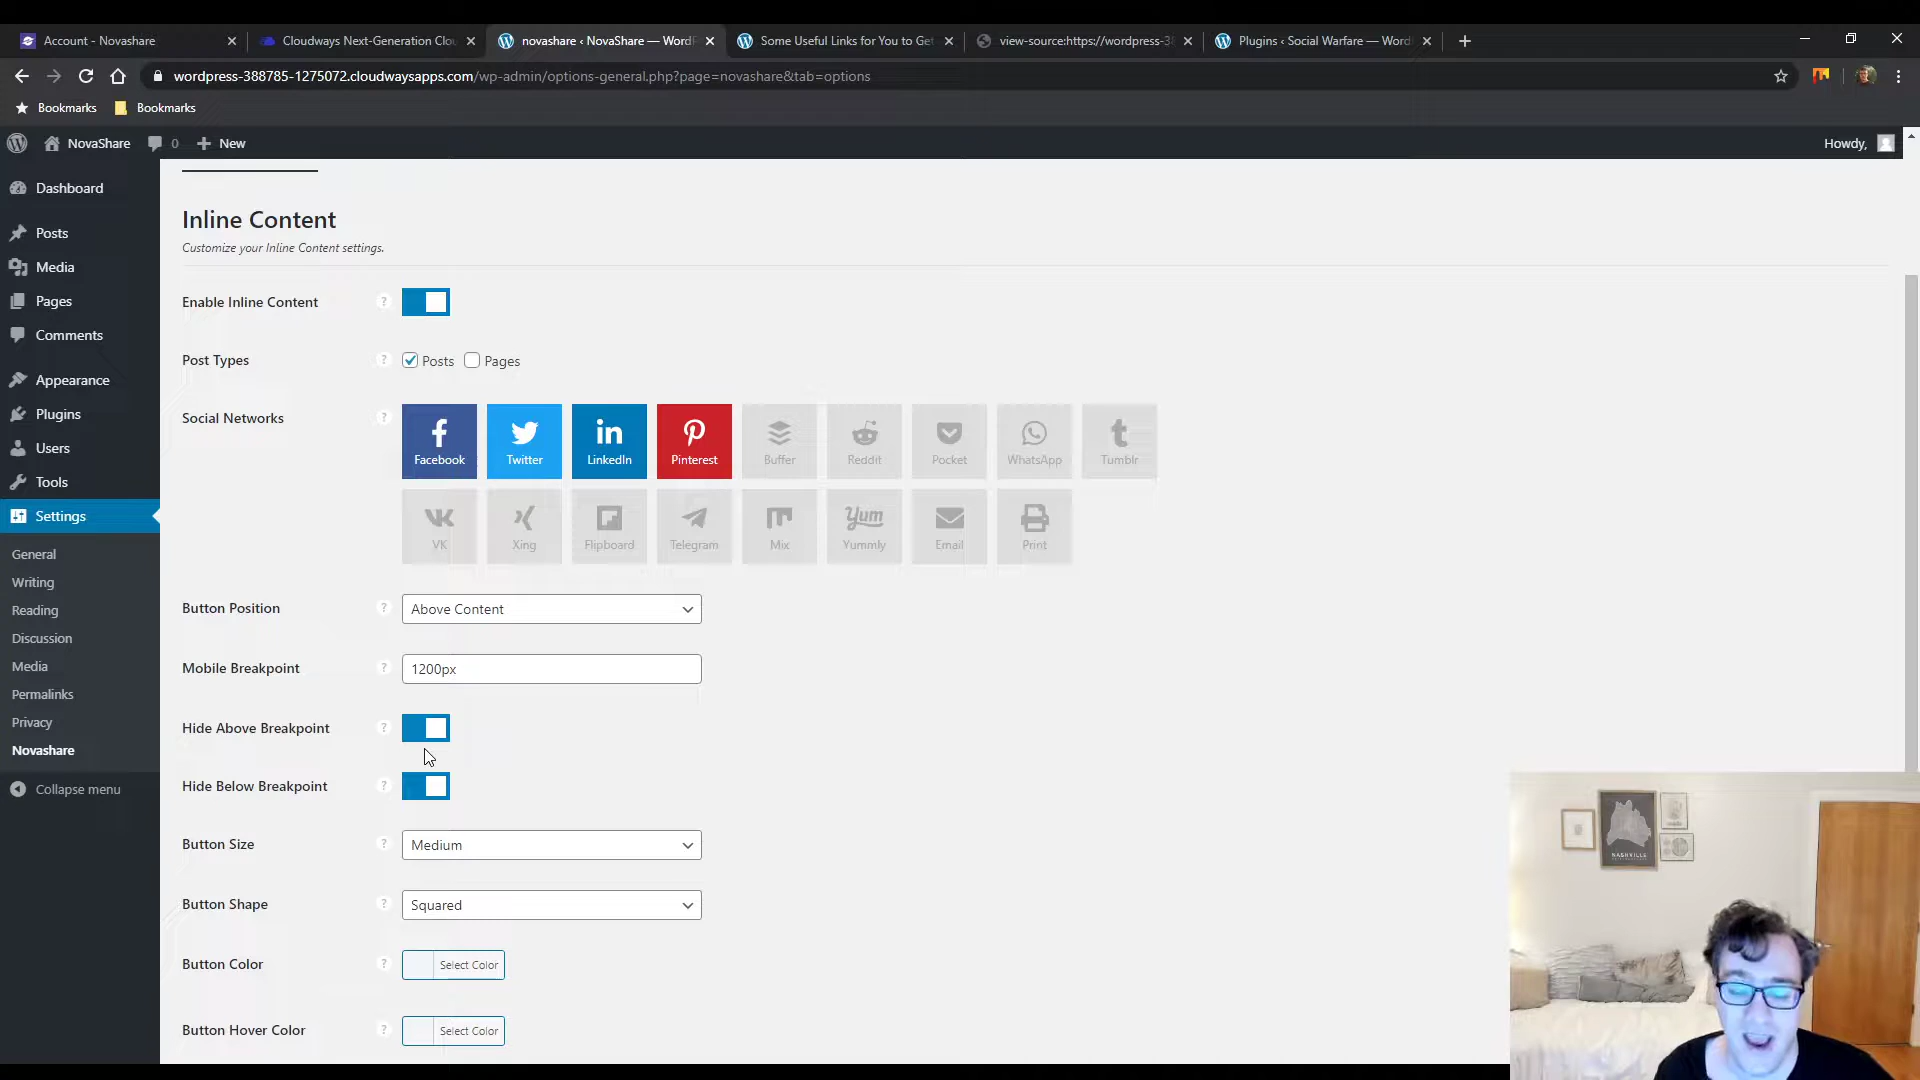 Account - Novashare
Cloudways Next-Generation Clo
novashare ‹ NovaShare — WordP
Some Useful Links for You to Get
view-source:https://wordpress-38
Plugins ‹ Social Warfare — Word
wordpress-388785-1275072.cloudwaysapps.com/wp-admin/options-general.php?page=novashare&tab=options
Bookmarks
Bookmarks
NovaShare
0
New
Howdy,
Dashboard
Posts
Media
Pages
Comments
Appearance
Plugins
Users
Tools
Settings
General
Writing
Reading
Discussion
Media
Permalinks
Privacy
Novashare
Collapse menu
Inline Content
Customize your Inline Content settings.
Enable Inline Content ?
Post Types ? Posts Pages
Social Networks ?
Facebook Twitter LinkedIn Pinterest Buffer Reddit Pocket WhatsApp Tumblr
VK Xing Flipboard Telegram Mix Yum Yummly Email Print
Button Position ? Above Content
Mobile Breakpoint ? 1200px
Hide Above Breakpoint ?
Hide Below Breakpoint ?
Button Size ? Medium
Button Shape ? Squared
Button Color ? Select Color
Button Hover Color ? Select Color
NASHVILLE